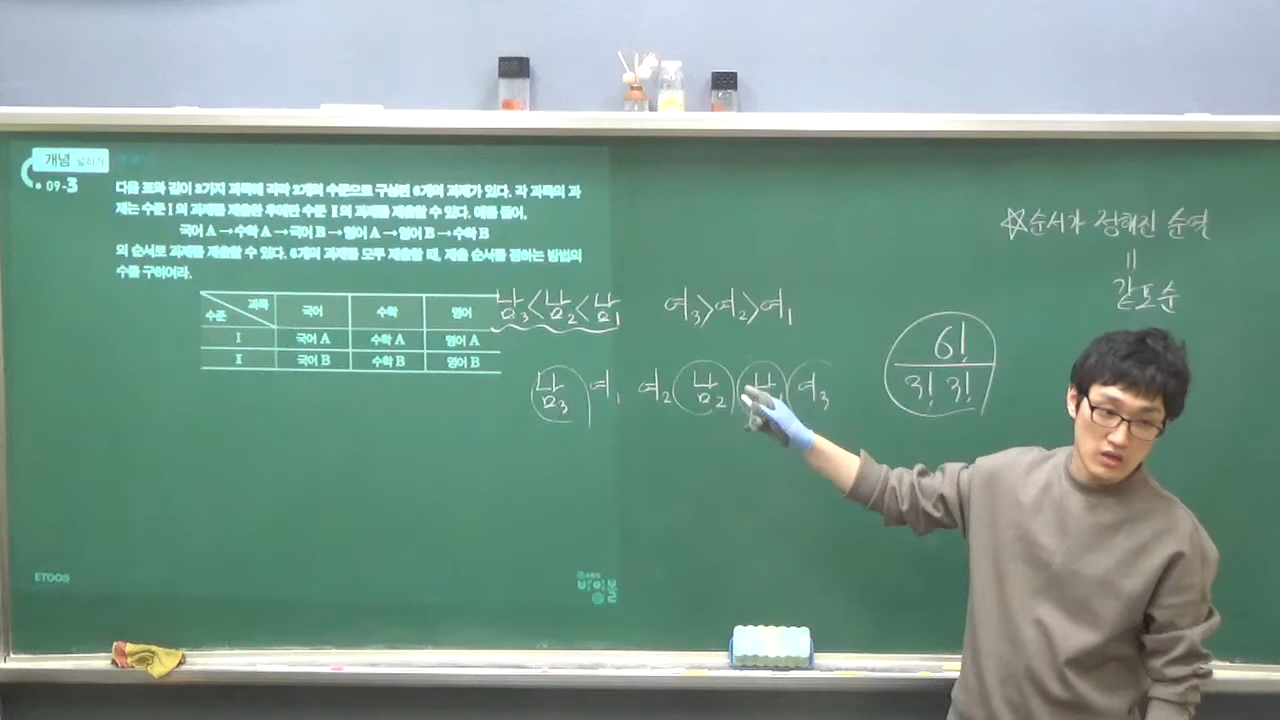 개념 넓히기
09-3
다음 표와 같이 3가지 과목에 각각 2개의 수준으로 구성된 6개의 과제가 있다. 각 과목의 과
제는 수준 Ⅰ의 과제를 제출한 후에만 수준 Ⅱ의 과제를 제출할 수 있다. 예를 들어,
국어 A → 수학 A → 국어 B → 영어 A → 영어 B → 수학 B
의 순서로 과제를 제출할 수 있다. 6개의 과제를 모두 제출할 때, 제출 순서를 정하는 방법의
수를 구하여라.
수준 과목 국어 수학 영어
Ⅰ 국어 A 수학 A 영어 A
Ⅱ 국어 B 수학 B 영어 B
남₃<남₂<남₁ 여₃>여₂>여₁
남₃ 여₁ 여₂ 남₂ 여₃
6!
3! 3!
☆순서가 정해진 순열
=
같포순
ETOOS